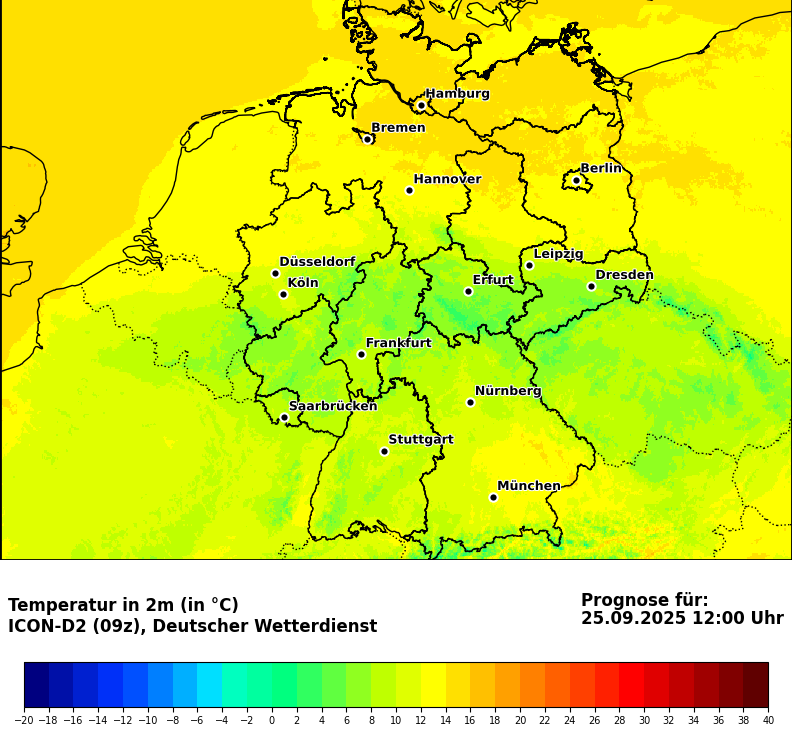 Hamburg
Bremen
Berlin
Hannover
Leipzig
Düsseldorf
Dresden
Köln
Erfurt
Frankfurt
Nürnberg
Saarbrücken
Stuttgart
München
Temperatur in 2m (in °C)
ICON-D2 (09z), Deutscher Wetterdienst
Prognose für:
25.09.2025 12:00 Uhr
−20 −18 −16 −14 −12 −10 −8 −6 −4 −2 0 2 4 6 8 10 12 14 16 18 20 22 24 26 28 30 32 34 36 38 40